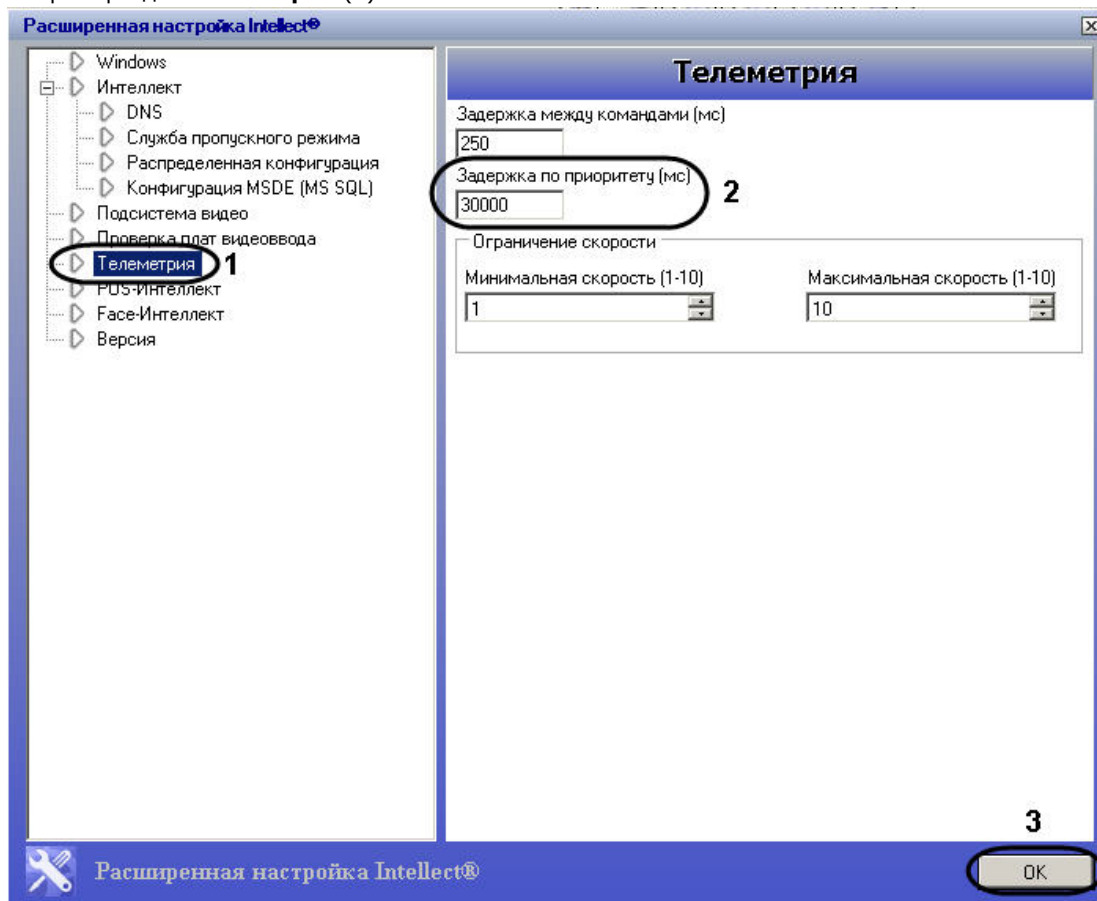 Расширенная настройка Intellect®
Windows
Интеллект
DNS
Служба пропускного режима
Распределенная конфигурация
Конфигурация MSDE (MS SQL)
Подсистема видео
Проверка плат видеоввода
Телеметрия 1
POS-Интеллект
Face-Интеллект
Версия
Телеметрия
Задержка между командами (мс)
250
Задержка по приоритету (мс)
30000
2
Ограничение скорости
Минимальная скорость (1-10)
1
Максимальная скорость (1-10)
10
3
Расширенная настройка Intellect®
OK